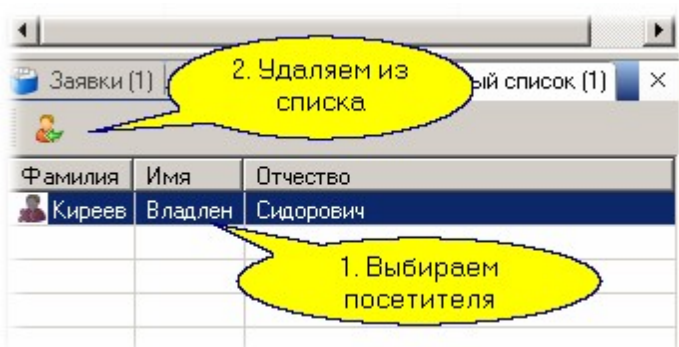 Заявки (1)
2. Удаляем из
списка
ый список (1)
Фамилия Имя Отчество
Киреев Владлен Сидорович
1. Выбираем
посетителя